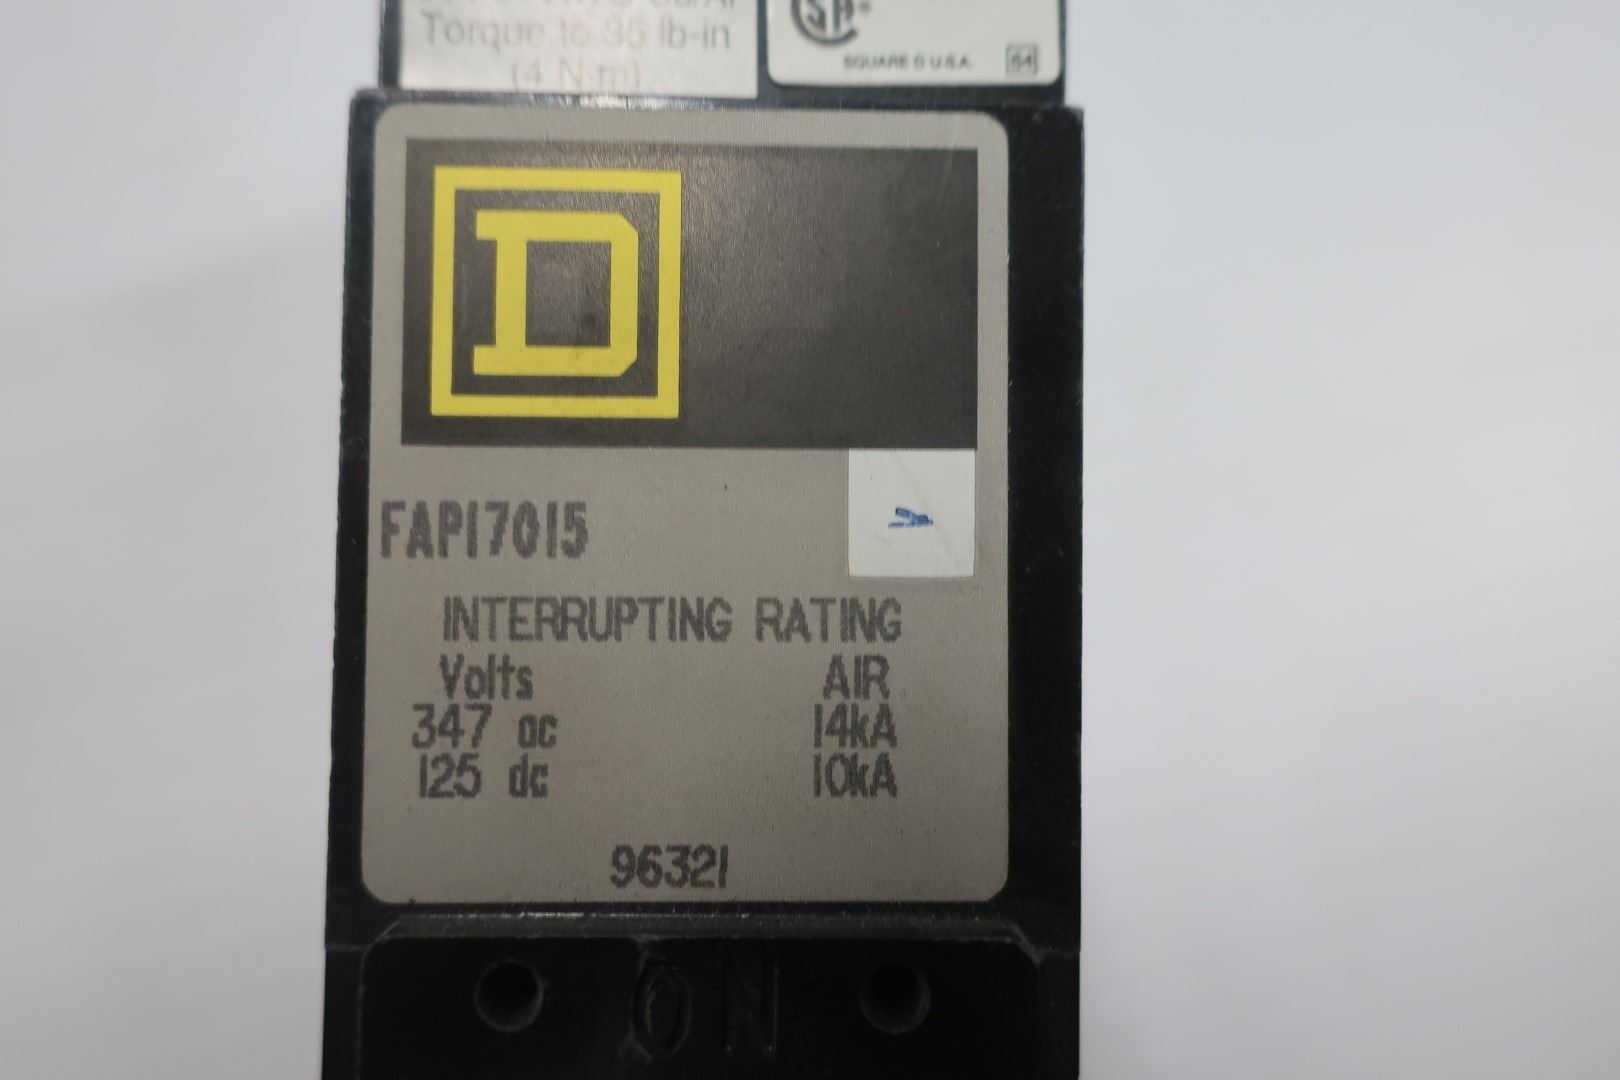 Torque to 35 lb-in
(4 N·m)
SA
SQUARE D U.S.A.
64
D
FAP17015
INTERRUPTING RATING
Volts AIR
347 ac 14kA
125 dc 10kA
96321
ON